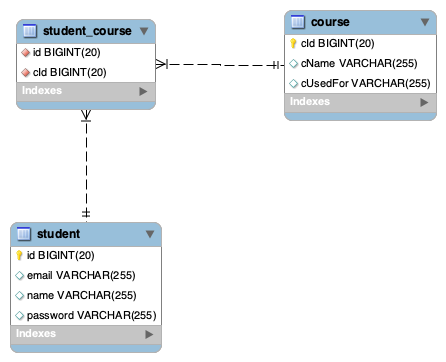 student_course
id BIGINT(20)
cId BIGINT(20)
Indexes
course
cId BIGINT(20)
cName VARCHAR(255)
cUsedFor VARCHAR(255)
Indexes
student
id BIGINT(20)
email VARCHAR(255)
name VARCHAR(255)
password VARCHAR(255)
Indexes